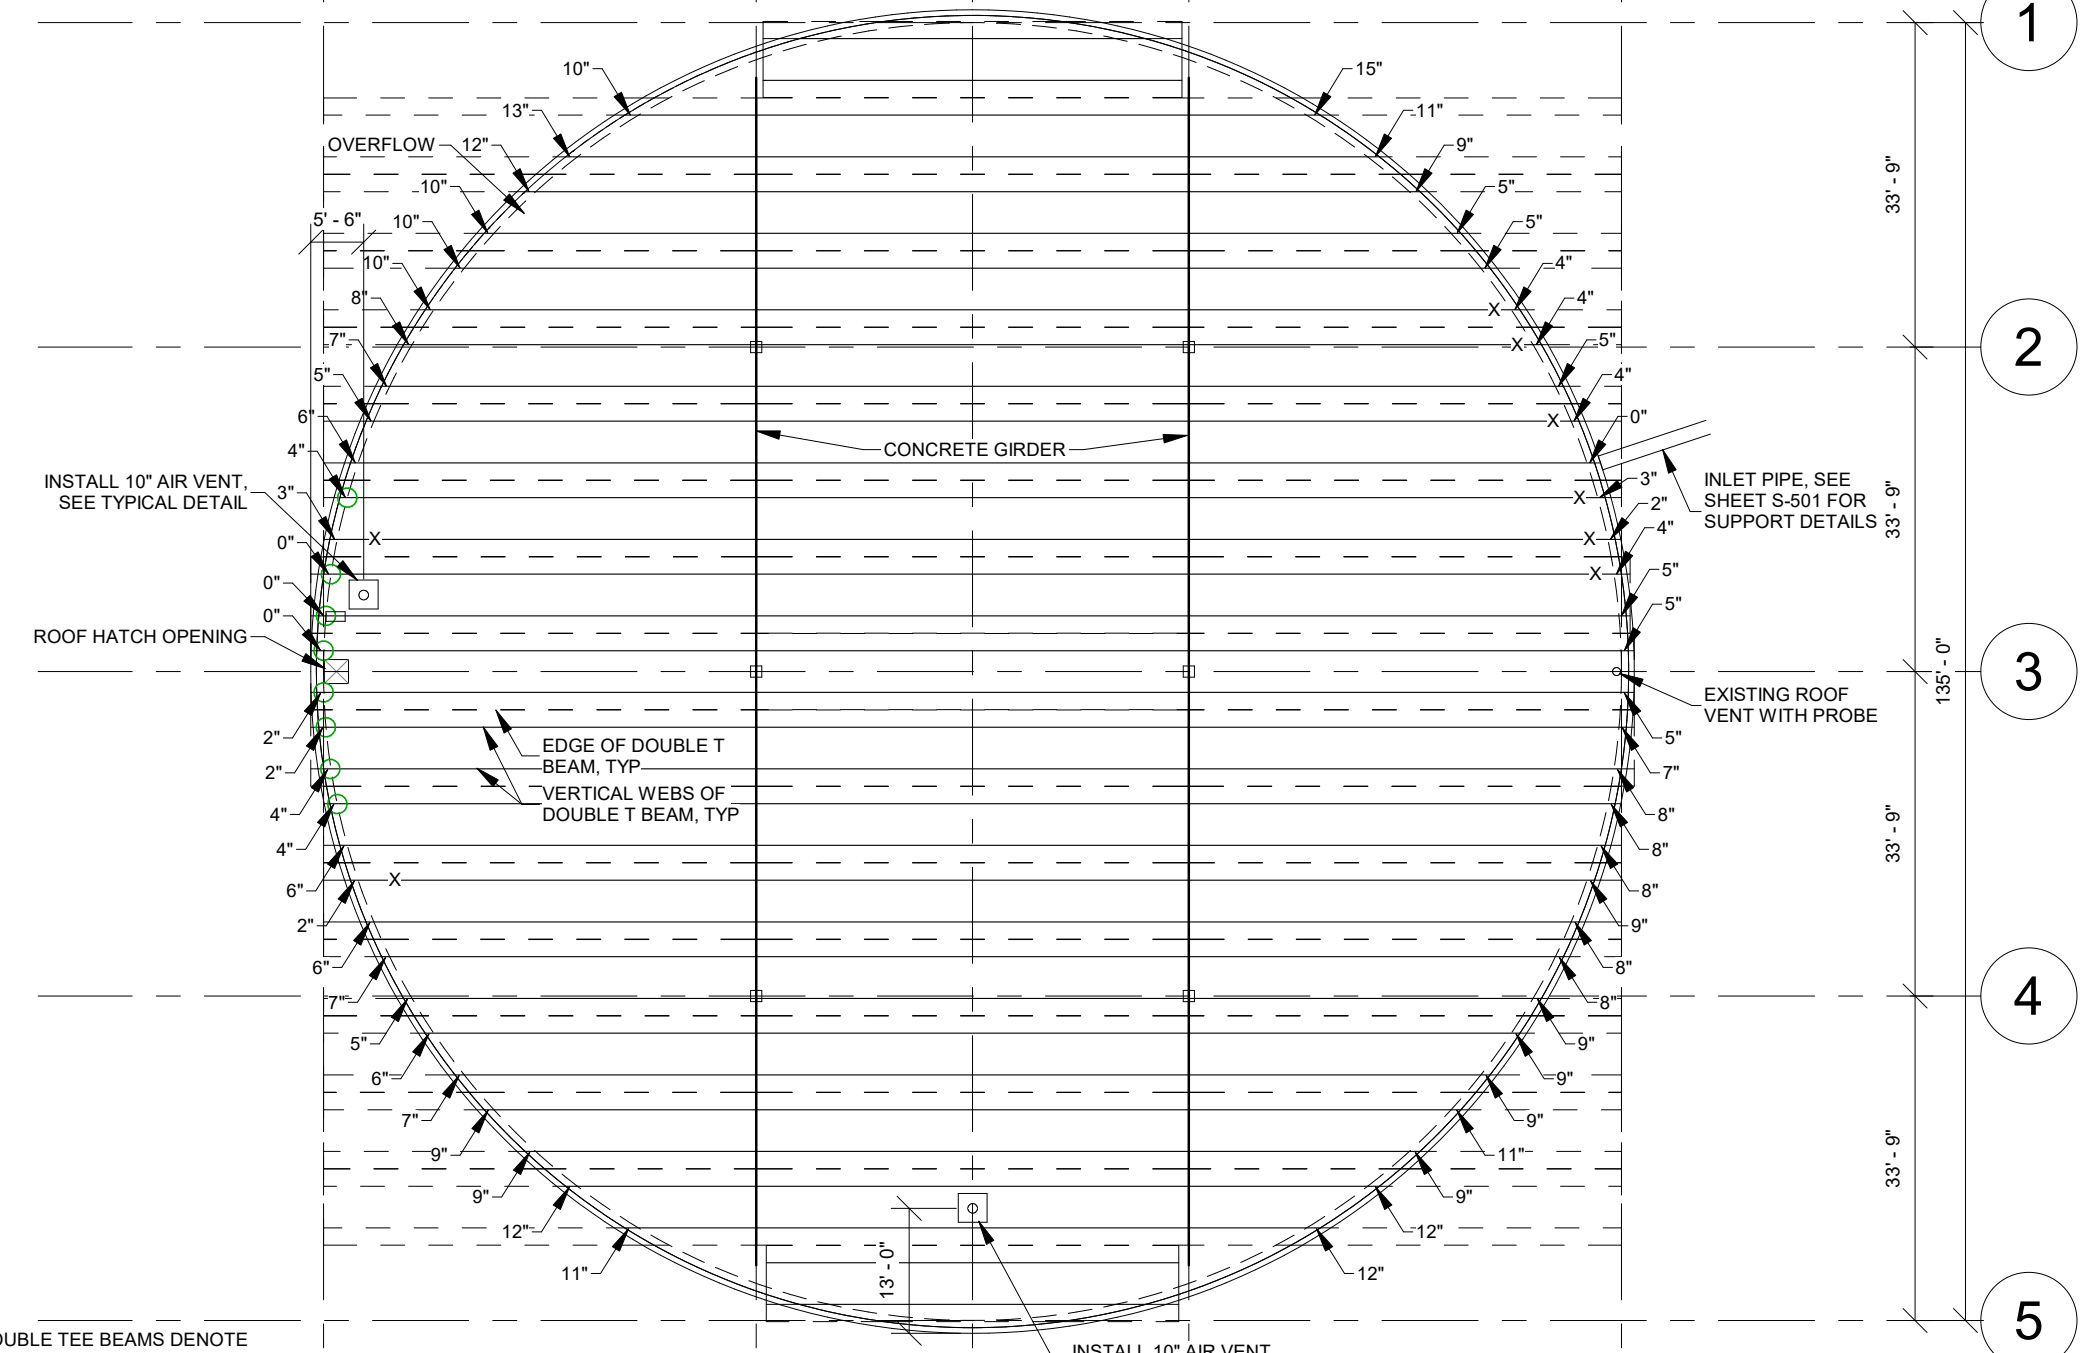 1
10"
15"
13"
11"
OVERFLOW
12"
9"
10"
5"
33' - 9"
5' - 6"
10"
5"
10"
4"
8"
4"
7"
5"
2
5"
4"
6"
0"
CONCRETE GIRDER
4"
INSTALL 10" AIR VENT,
SEE TYPICAL DETAIL
3"
3"
INLET PIPE, SEE
SHEET S-501 FOR
SUPPORT DETAILS
2"
4"
33' - 9"
X
X
X
X
X
X
X
0"
0"
5"
0"
5"
ROOF HATCH OPENING
3
135' - 0"
EXISTING ROOF
VENT WITH PROBE
2"
5"
EDGE OF DOUBLE T
BEAM, TYP
2"
7"
VERTICAL WEBS OF
DOUBLE T BEAM, TYP
4"
8"
33' - 9"
4"
8"
X
6"
8"
2"
9"
6"
8"
7"
8"
4
5"
9"
6"
9"
7"
9"
9"
11"
33' - 9"
9"
9"
12"
12"
13' - 0"
11"
12"
5
OUBLE TEE BEAMS DENOTE
INSTALL 10" AIR VENT